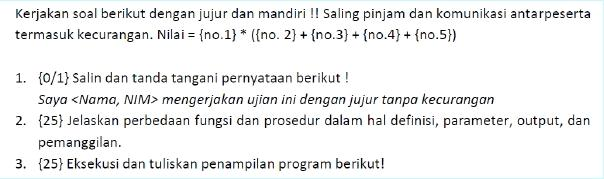 Kerjakan soal berikut dengan jujur dan mandiri !! Saling pinjam dan komunikasi antarpeserta
termasuk kecurangan. Nilai = {no.1} * ({no. 2} + {no.3} + {no.4} + {no.5})
1. {0/1} Salin dan tanda tangani pernyataan berikut !
Saya <Nama, NIM> mengerjakan ujian ini dengan jujur tanpa kecurangan
2. {25} Jelaskan perbedaan fungsi dan prosedur dalam hal definisi, parameter, output, dan
pemanggilan.
3. {25} Eksekusi dan tuliskan penampilan program berikut!